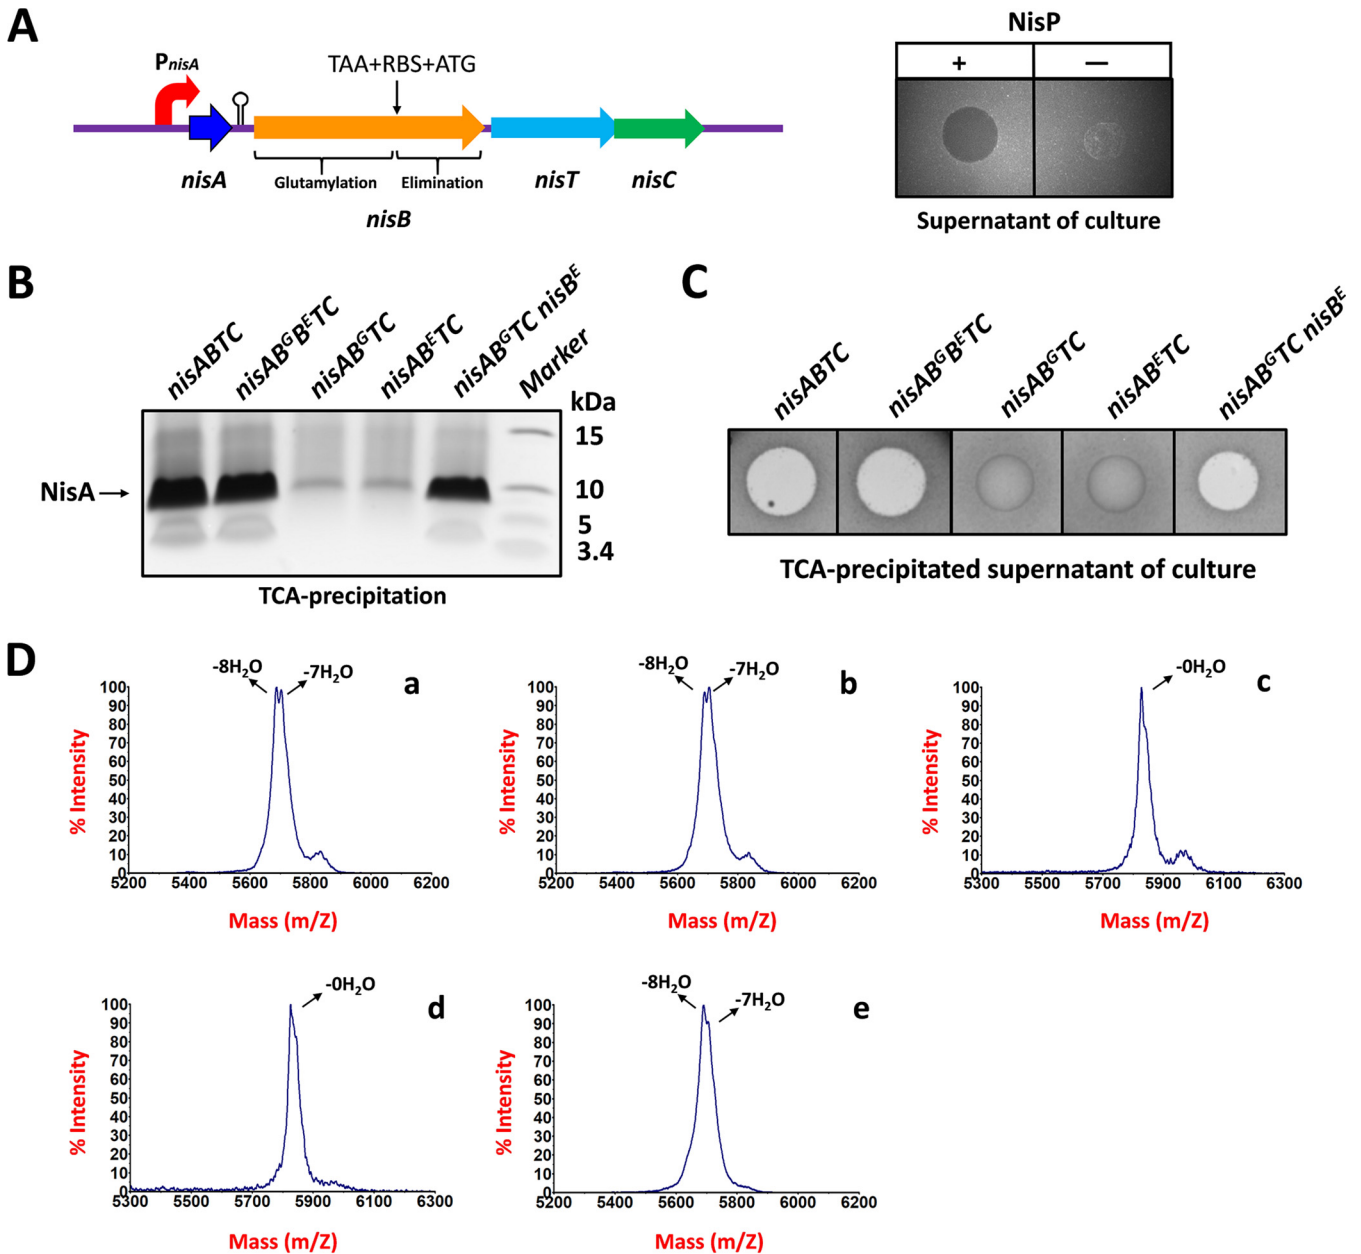 A
PnisA
TAA+RBS+ATG
nisA
Glutamylation
Elimination
nisB
nisT
nisC
NisP
+
—
Supernatant of culture
B
nisABTC
nisABGBETC
nisABGTC
nisABETC
nisABGTC nisBE
Marker
kDa
15
NisA
10
5
3.4
TCA-precipitation
C
nisABTC
nisABGBETC
nisABGTC
nisABETC
nisABGTC nisBE
TCA-precipitated supernatant of culture
D
-8H2O
-7H2O
a
% Intensity
100
90
80
70
60
50
40
30
20
10
0
5200 5400 5600 5800 6000 6200
Mass (m/Z)
-8H2O
-7H2O
b
% Intensity
100
90
80
70
60
50
40
30
20
10
0
5200 5400 5600 5800 6000 6200
Mass (m/Z)
-0H2O
c
% Intensity
100
90
80
70
60
50
40
30
20
10
0
5300 5500 5700 5900 6100 6300
Mass (m/Z)
-0H2O
d
% Intensity
100
90
80
70
60
50
40
30
20
10
0
5300 5500 5700 5900 6100 6300
Mass (m/Z)
-8H2O
-7H2O
e
% Intensity
100
90
80
70
60
50
40
30
20
10
0
5200 5400 5600 5800 6000 6200
Mass (m/Z)